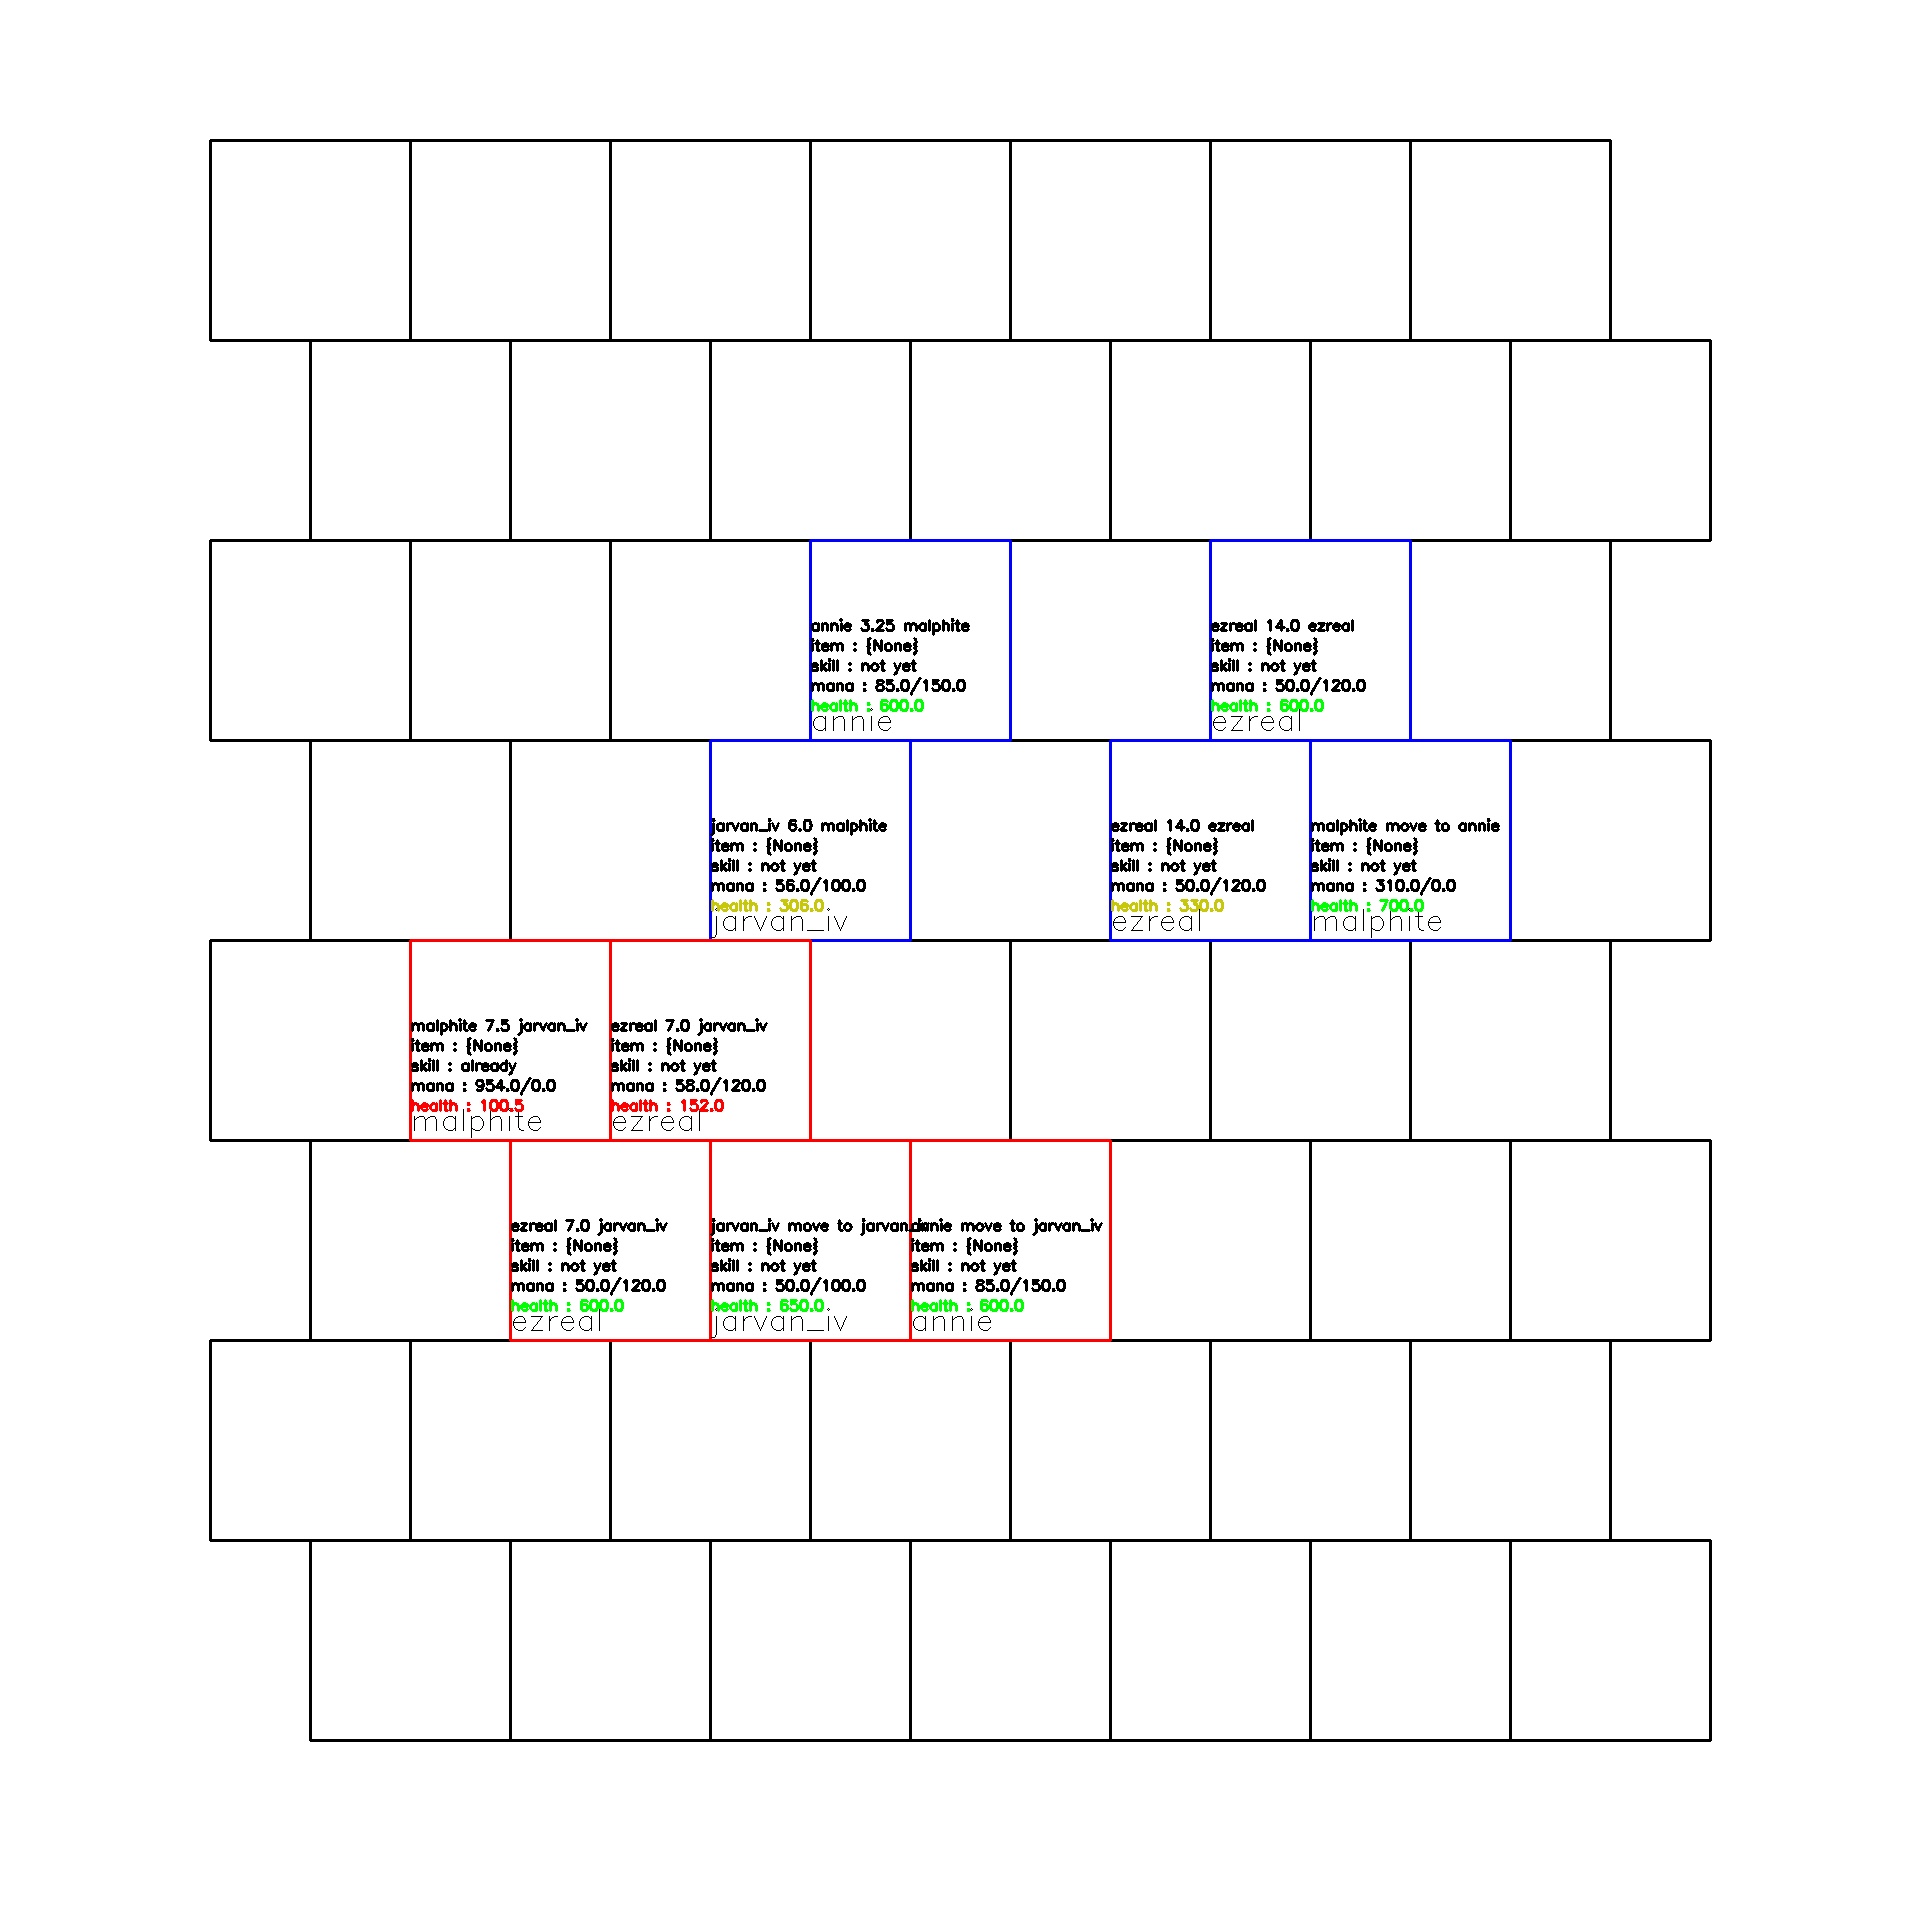 annie 3.25 malphite
item : {None}
skill : not yet
mana : 85.0/150.0
health : 600.0
annie
ezreal 14.0 ezreal
item : {None}
skill : not yet
mana : 50.0/120.0
health : 600.0
ezreal
jarvan_iv 6.0 malphite
item : {None}
skill : not yet
mana : 56.0/100.0
health : 306.0
jarvan_iv
ezreal 14.0 ezreal
item : {None}
skill : not yet
mana : 50.0/120.0
health : 330.0
ezreal
malphite move to annie
item : {None}
skill : not yet
mana : 310.0/0.0
health : 700.0
malphite
malphite 7.5 jarvan_iv
item : {None}
skill : already
mana : 954.0/0.0
health : 100.5
malphite
ezreal 7.0 jarvan_iv
item : {None}
skill : not yet
mana : 58.0/120.0
health : 152.0
ezreal
ezreal 7.0 jarvan_iv
item : {None}
skill : not yet
mana : 50.0/120.0
health : 600.0
ezreal
jarvan_iv move to jarvan_iv
item : {None}
skill : not yet
mana : 50.0/100.0
health : 650.0
jarvan_iv
annie move to jarvan_iv
item : {None}
skill : not yet
mana : 85.0/150.0
health : 600.0
annie